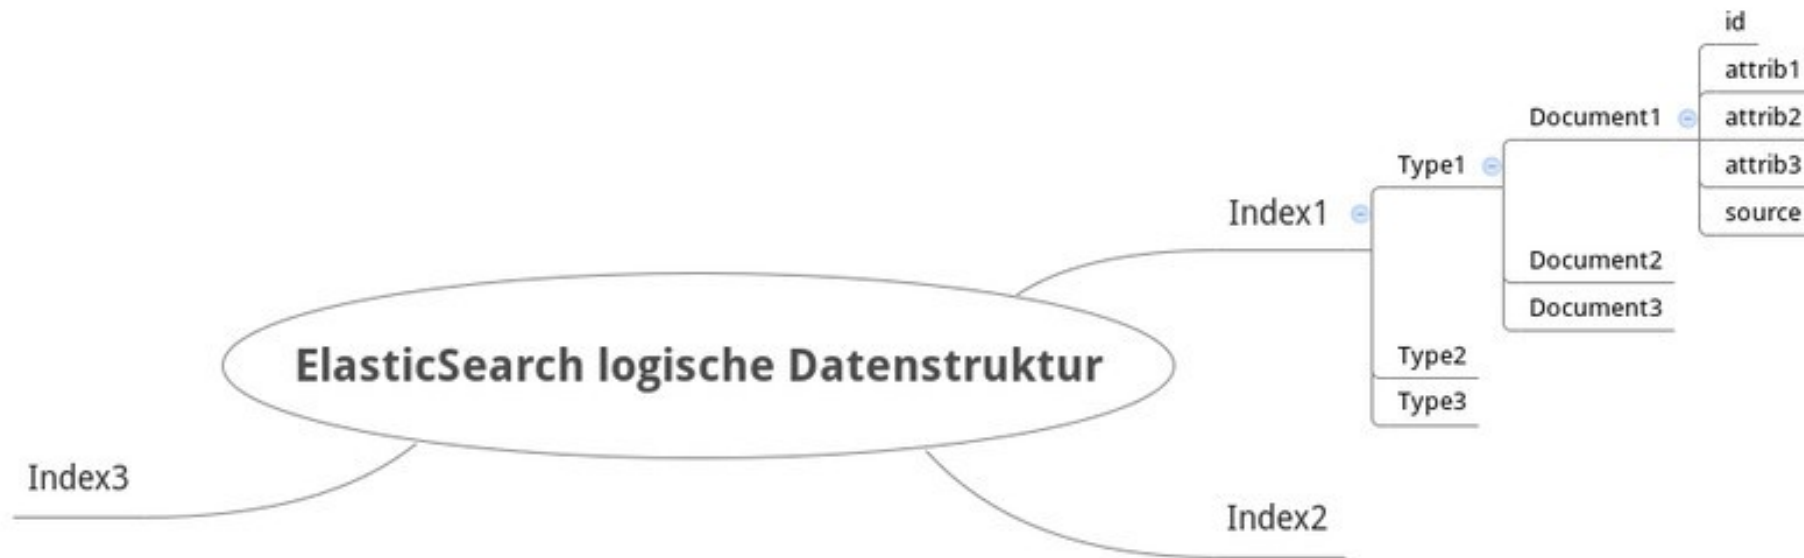 id
attrib1
Document1
attrib2
Type1
attrib3
Index1
source
Document2
Document3
Type2
ElasticSearch logische Datenstruktur
Type3
Index3
Index2